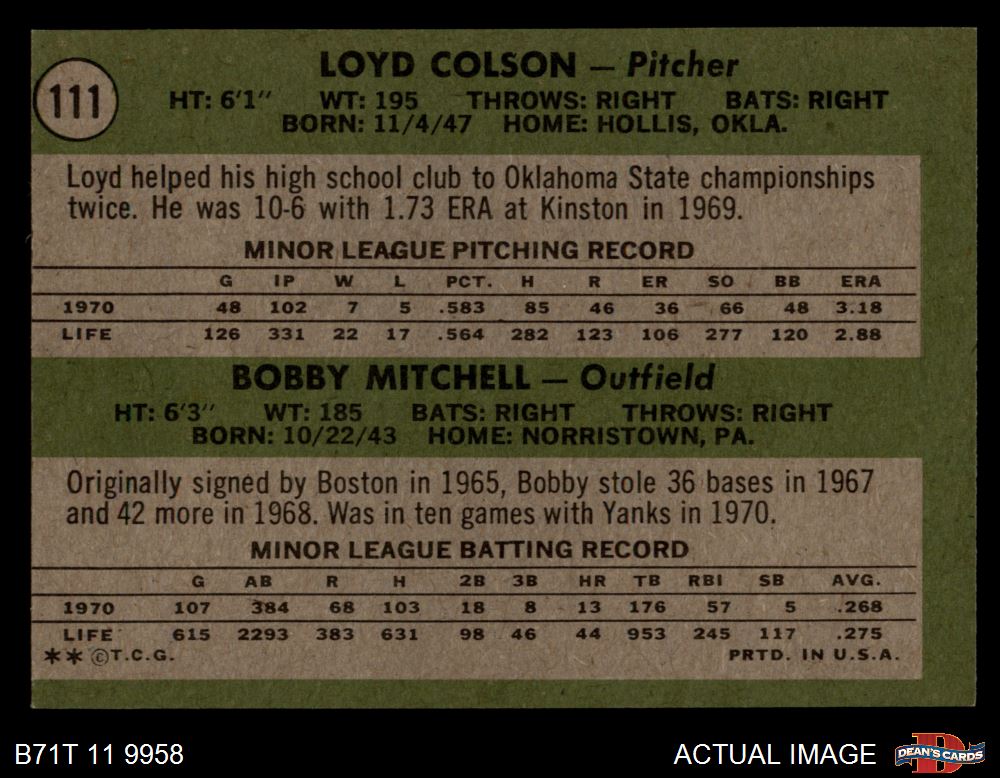 111
LOYD COLSON — Pitcher
HT: 6'1" WT: 195 THROWS: RIGHT BATS: RIGHT
BORN: 11/4/47 HOME: HOLLIS, OKLA.
Loyd helped his high school club to Oklahoma State championships
twice. He was 10-6 with 1.73 ERA at Kinston in 1969.
MINOR LEAGUE PITCHING RECORD
G IP W L PCT. H R ER SO BB ERA
1970 48 102 7 5 .583 85 46 36 66 48 3.18
LIFE 126 331 22 17 .564 282 123 106 277 120 2.88
BOBBY MITCHELL — Outfield
HT: 6'3" WT: 185 BATS: RIGHT THROWS: RIGHT
BORN: 10/22/43 HOME: NORRISTOWN, PA.
Originally signed by Boston in 1965, Bobby stole 36 bases in 1967
and 42 more in 1968. Was in ten games with Yanks in 1970.
MINOR LEAGUE BATTING RECORD
G AB R H 2B 3B HR TB RBI SB AVG.
1970 107 384 68 103 18 8 13 176 57 5 .268
LIFE 615 2293 383 631 98 46 44 953 245 117 .275
** ©T.C.G. PRTD. IN U.S.A.
B71T 11 9958 ACTUAL IMAGE DEAN'S CARDS